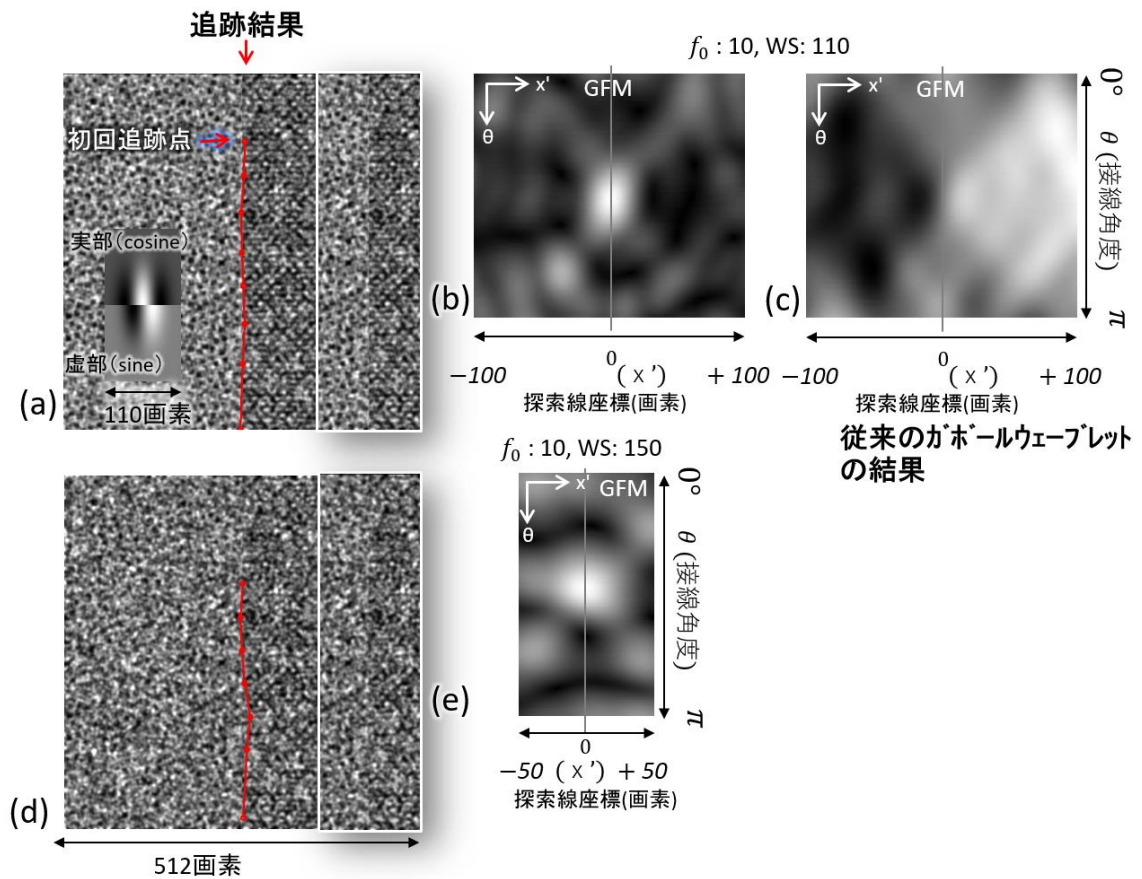 追跡結果
初回追跡点
実部(cosine)
虚部(sine)
110画素
(a)
f₀ : 10, WS: 110
x'
GFM
θ
(b)
−100
0
(x’)
+100
探索線座標(画素)
x'
GFM
θ
(c)
0°
θ (接線角度)
π
−100
0
(x’)
+100
探索線座標(画素)
従来のガボールウェーブレット
の結果
(d)
512画素
f₀ : 10, WS: 150
x'
GFM
θ
(e)
0°
θ (接線角度)
π
0
−50 (x’) +50
探索線座標(画素)